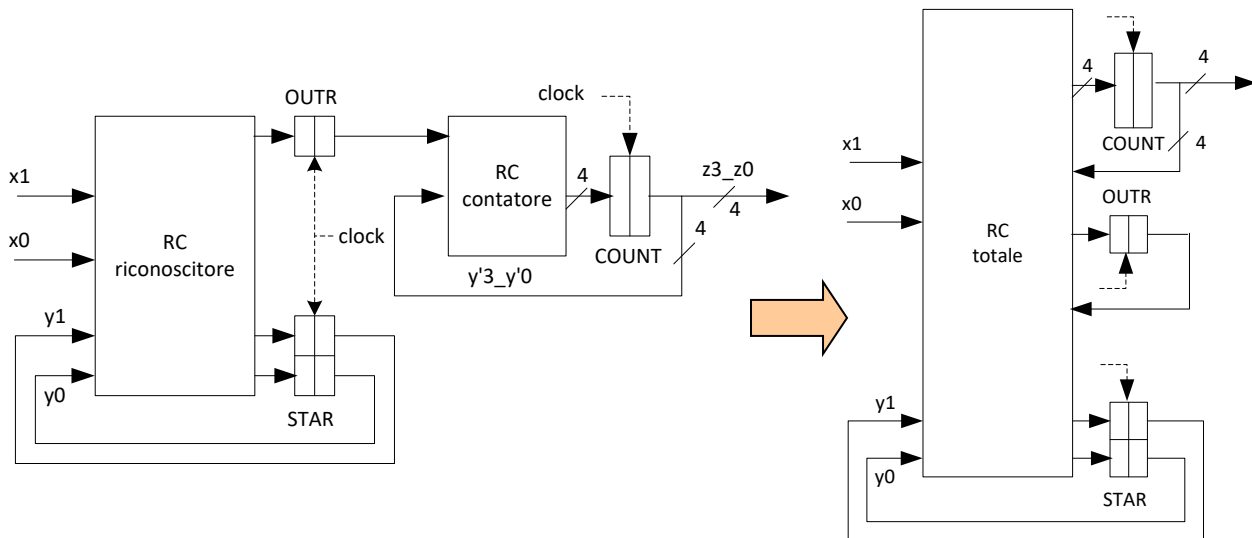 OUTR
x1
x0
RC
riconoscitore
y1
y0
clock
STAR
RC
contatore
y'3_y'0
clock
4
COUNT
z3_z0
4
4
RC
totale
x1
x0
y1
y0
4
COUNT
4
4
OUTR
STAR